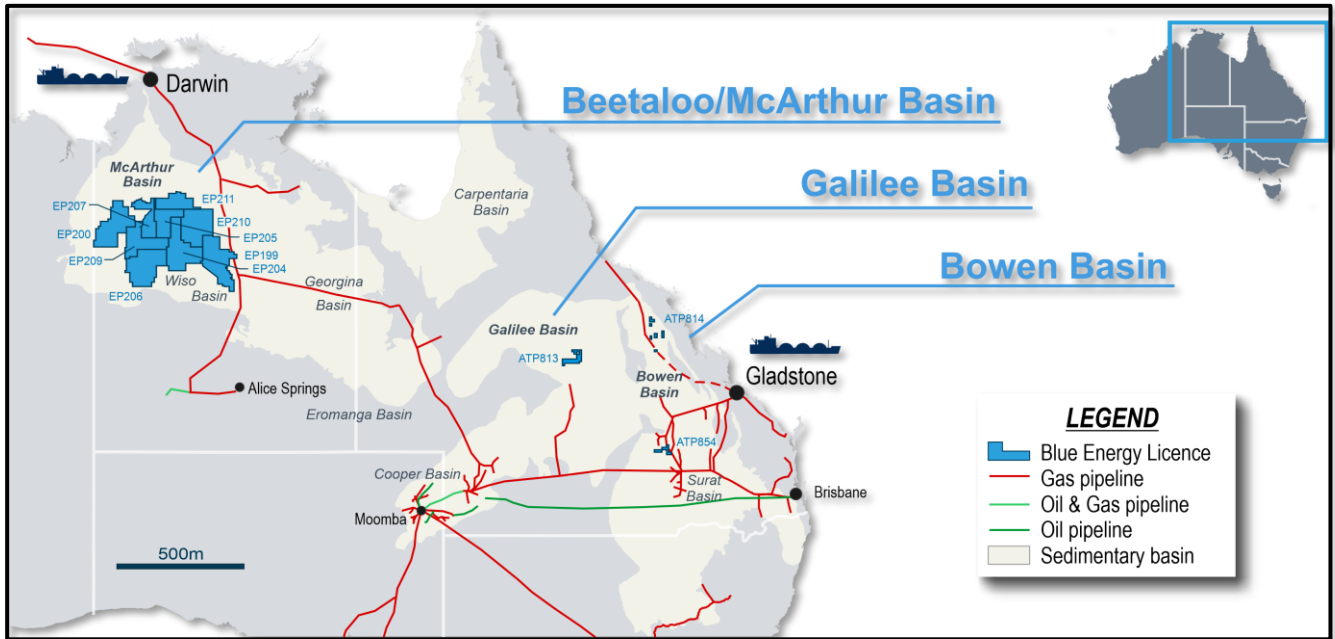 Darwin
Beetaloo/McArthur Basin
McArthur
Basin
Galilee Basin
Carpentaria
Basin
EP207
EP211
EP200
EP210
EP205
EP209
EP199
EP204
EP206
Wiso
Basin
Georgina
Basin
Bowen Basin
Galilee Basin
ATP814
ATP813
Bowen
Basin
Gladstone
Alice Springs
Eromanga Basin
ATP854
Cooper Basin
Surat
Basin
Brisbane
Moomba
500m
LEGEND
Blue Energy Licence
Gas pipeline
Oil & Gas pipeline
Oil pipeline
Sedimentary basin